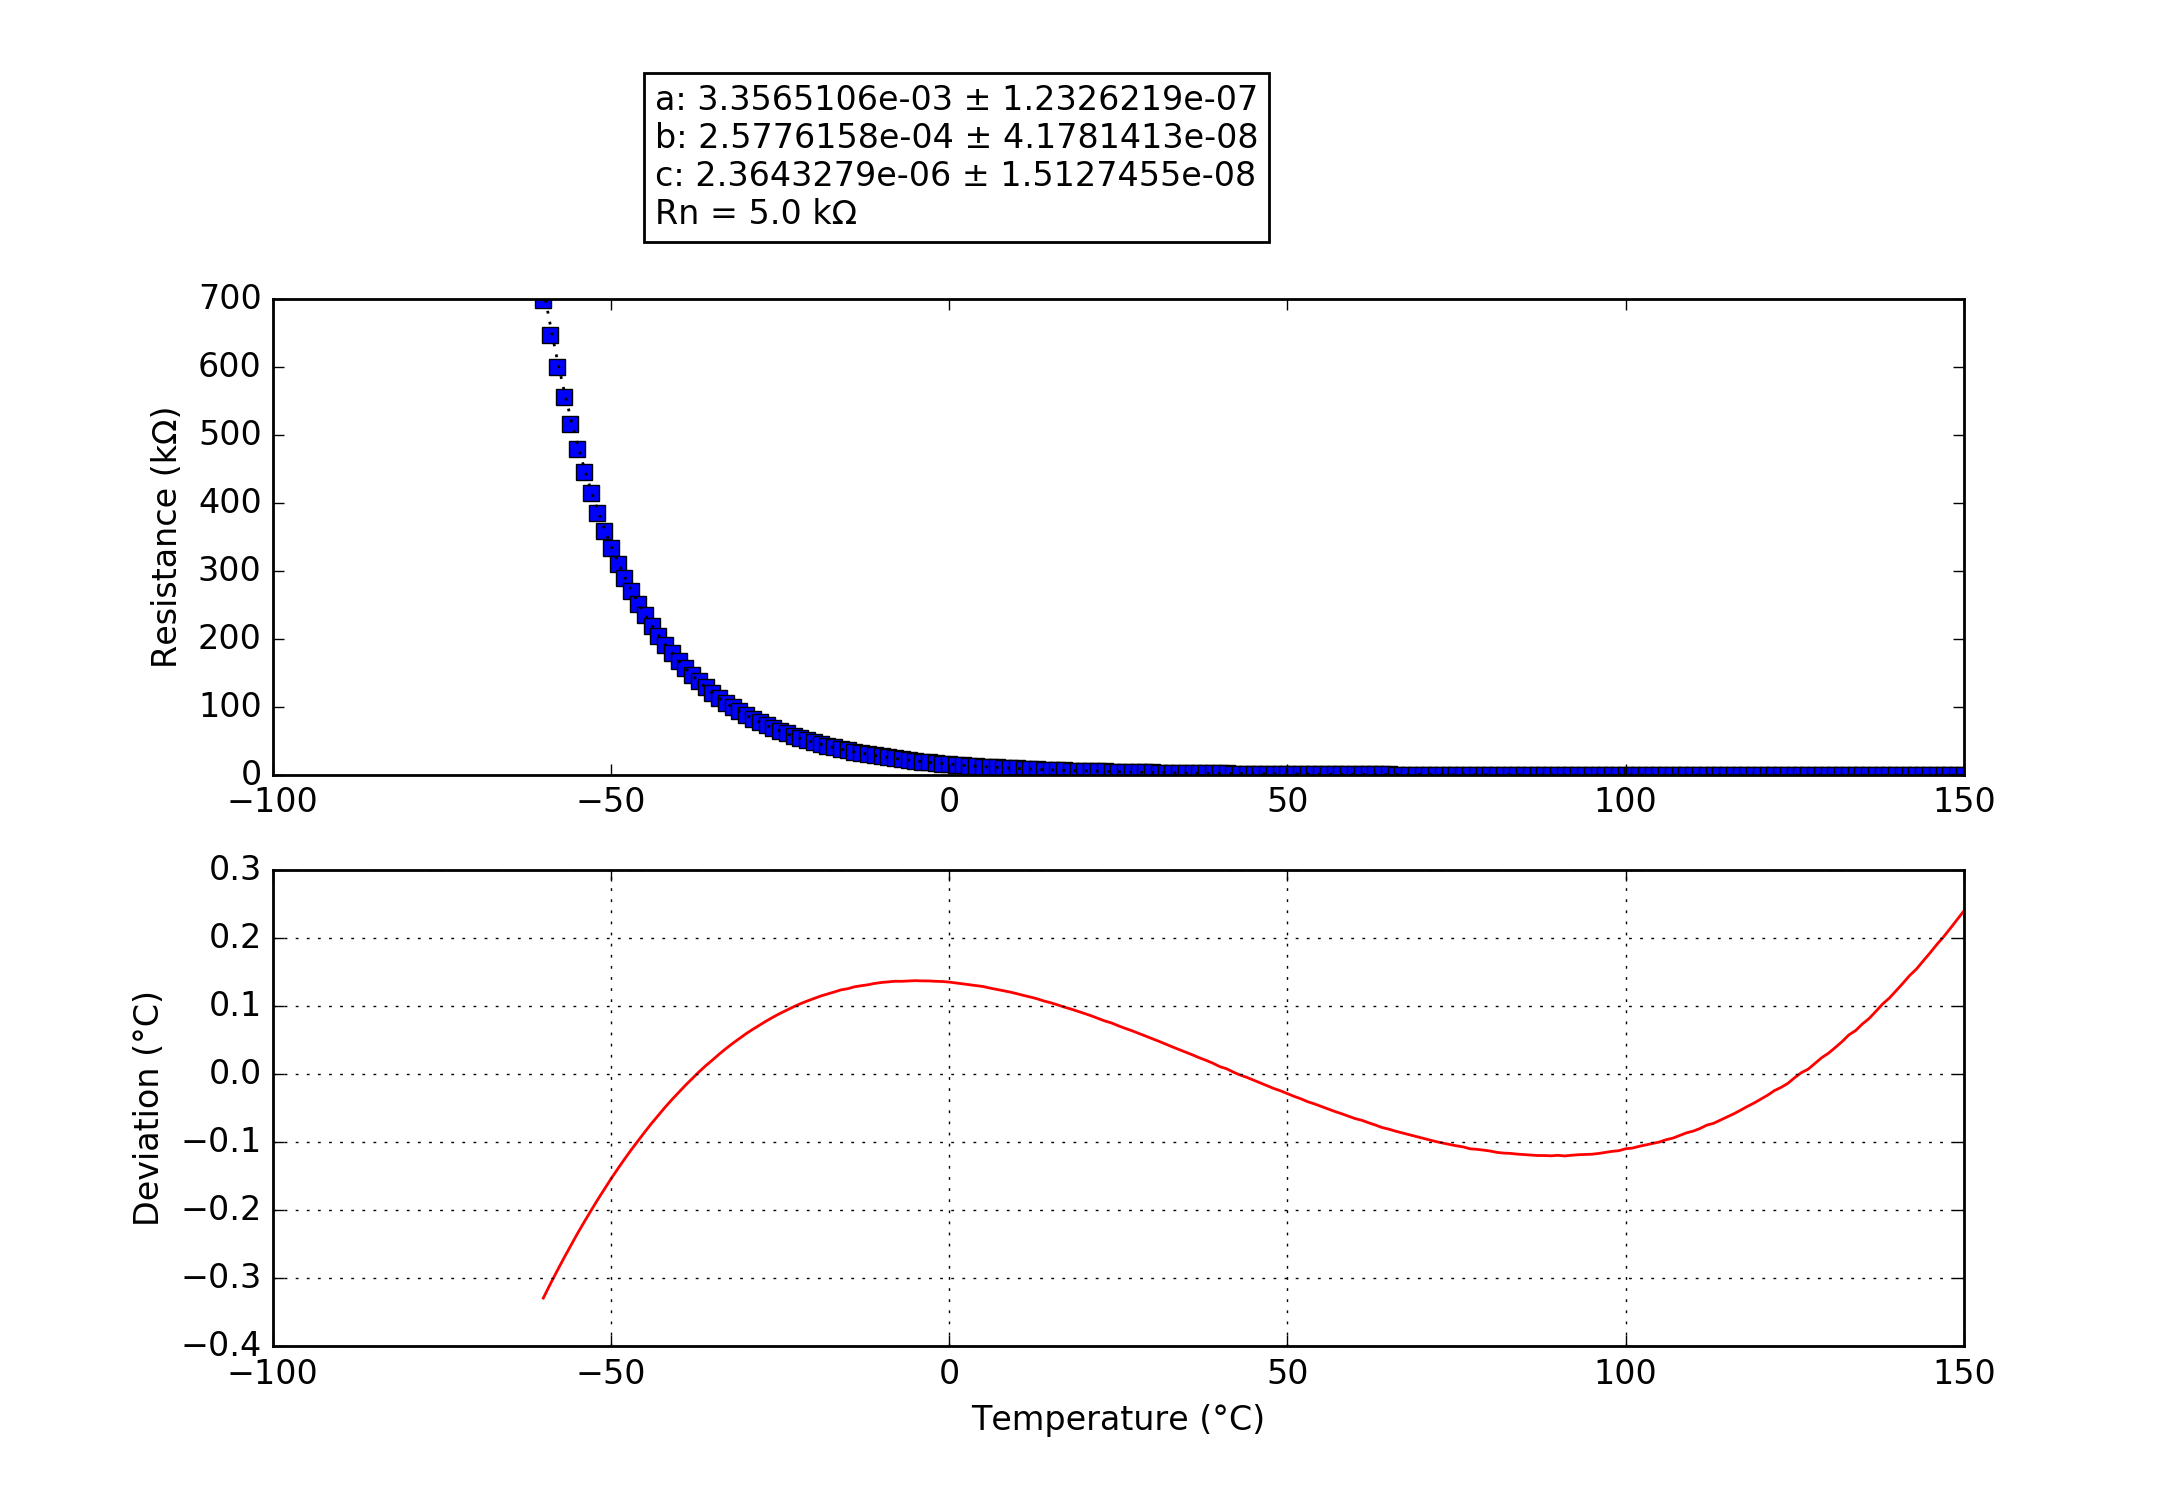 a: 3.3565106e-03 ± 1.2326219e-07
b: 2.5776158e-04 ± 4.1781413e-08
c: 2.3643279e-06 ± 1.5127455e-08
Rn = 5.0 kΩ
700
600
500
400
300
200
100
0
Resistance (kΩ)
−100 −50 0 50 100 150
0.3
0.2
0.1
0.0
−0.1
−0.2
−0.3
−0.4
Deviation (°C)
−100 −50 0 50 100 150
Temperature (°C)